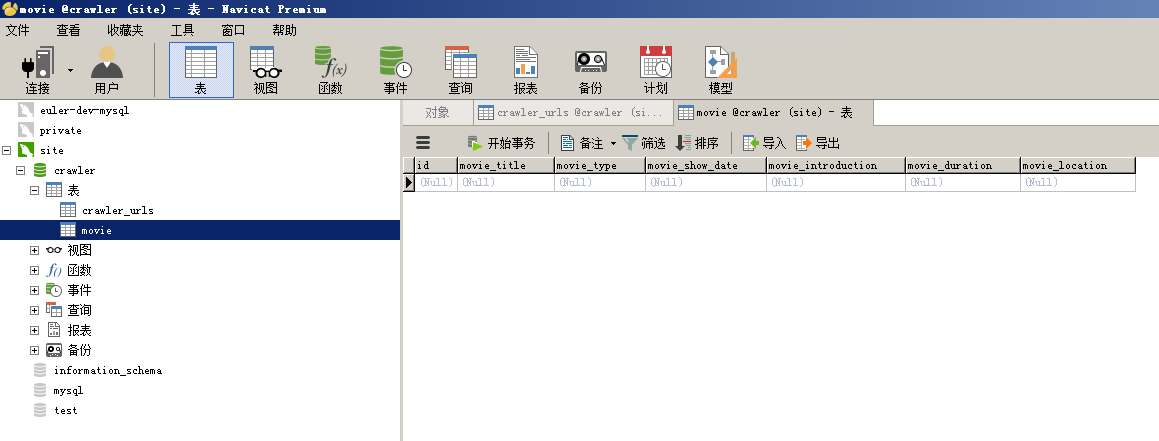 movie @crawler (site) - 表 - Navicat Premium
文件 查看 收藏夹 工具 窗口 帮助
连接 用户 表 视图 函数 事件 查询 报表 备份 计划 模型
euler-dev-mysql
private
site
crawler
表
crawler_urls
movie
视图
函数
事件
查询
报表
备份
information_schema
mysql
test
对象 crawler_urls @crawler (si... movie @crawler (site) - 表
开始事务 备注 筛选 排序 导入 导出
id movie_title movie_type movie_show_date movie_introduction movie_duration movie_location
(Null) (Null) (Null) (Null) (Null) (Null) (Null)